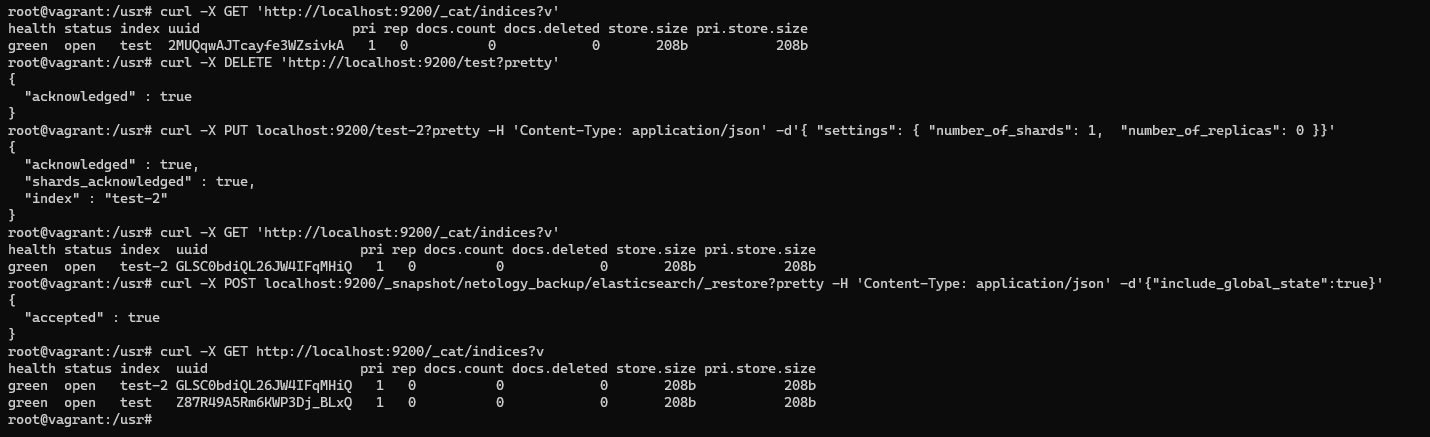 root@vagrant:/usr# curl -X GET 'http://localhost:9200/_cat/indices?v'
health status index uuid                   pri rep docs.count docs.deleted store.size pri.store.size
green  open   test  2MUQqwAJTcayfe3WZsivkA   1   0          0            0       208b           208b
root@vagrant:/usr# curl -X DELETE 'http://localhost:9200/test?pretty'
{
  "acknowledged" : true
}
root@vagrant:/usr# curl -X PUT localhost:9200/test-2?pretty -H 'Content-Type: application/json' -d'{ "settings": { "number_of_shards": 1,  "number_of_replicas": 0 }}'
{
  "acknowledged" : true,
  "shards_acknowledged" : true,
  "index" : "test-2"
}
root@vagrant:/usr# curl -X GET 'http://localhost:9200/_cat/indices?v'
health status index  uuid                   pri rep docs.count docs.deleted store.size pri.store.size
green  open   test-2 GLSC0bdiQL26JW4IFqMHiQ   1   0          0            0       208b           208b
root@vagrant:/usr# curl -X POST localhost:9200/_snapshot/netology_backup/elasticsearch/_restore?pretty -H 'Content-Type: application/json' -d'{"include_global_state":true}'
{
  "accepted" : true
}
root@vagrant:/usr# curl -X GET http://localhost:9200/_cat/indices?v
health status index  uuid                   pri rep docs.count docs.deleted store.size pri.store.size
green  open   test-2 GLSC0bdiQL26JW4IFqMHiQ   1   0          0            0       208b           208b
green  open   test   Z87R49A5Rm6KWP3Dj_BLxQ   1   0          0            0       208b           208b
root@vagrant:/usr#